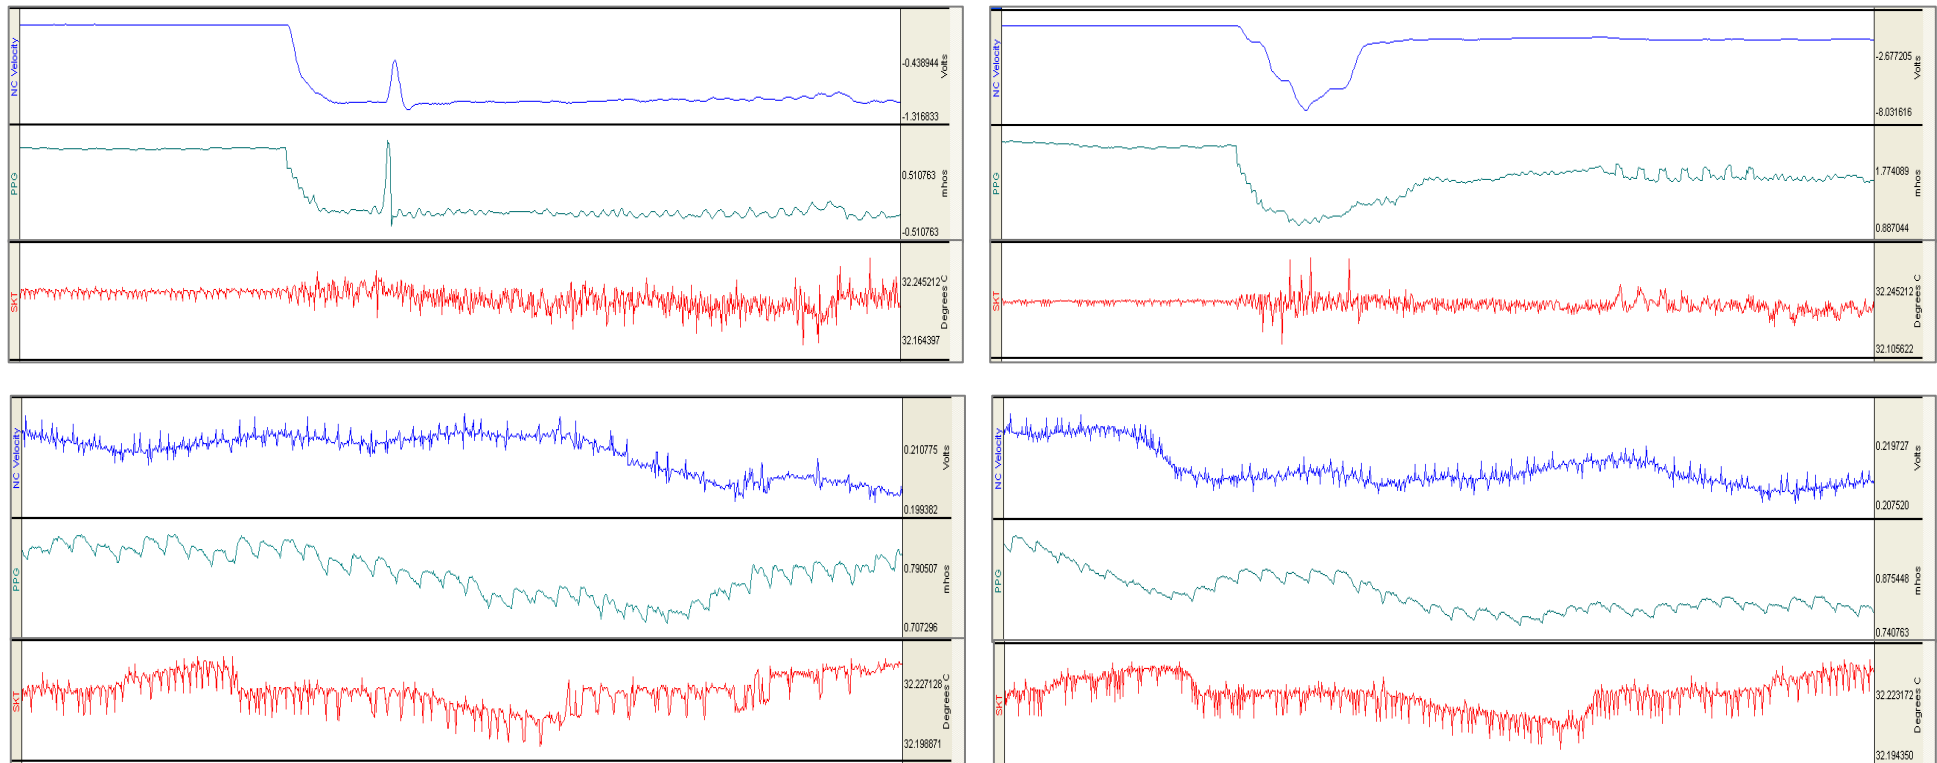 NC Velocity
-0.438944
-1.316833
Volts
PPG
0.510763
-0.510763
mhos
SKT
32.245212
32.164397
Degrees C
NC Velocity
-2.677205
-8.031616
Volts
PPG
1.774089
0.887044
mhos
SKT
32.245212
32.105622
Degrees C
NC Velocity
0.210775
0.199382
Volts
PPG
0.790507
0.707296
mhos
SKT
32.227128
32.198871
Degrees C
NC Velocity
0.219727
0.207520
Volts
PPG
0.875448
0.740763
mhos
SKT
32.223172
32.194350
Degrees C